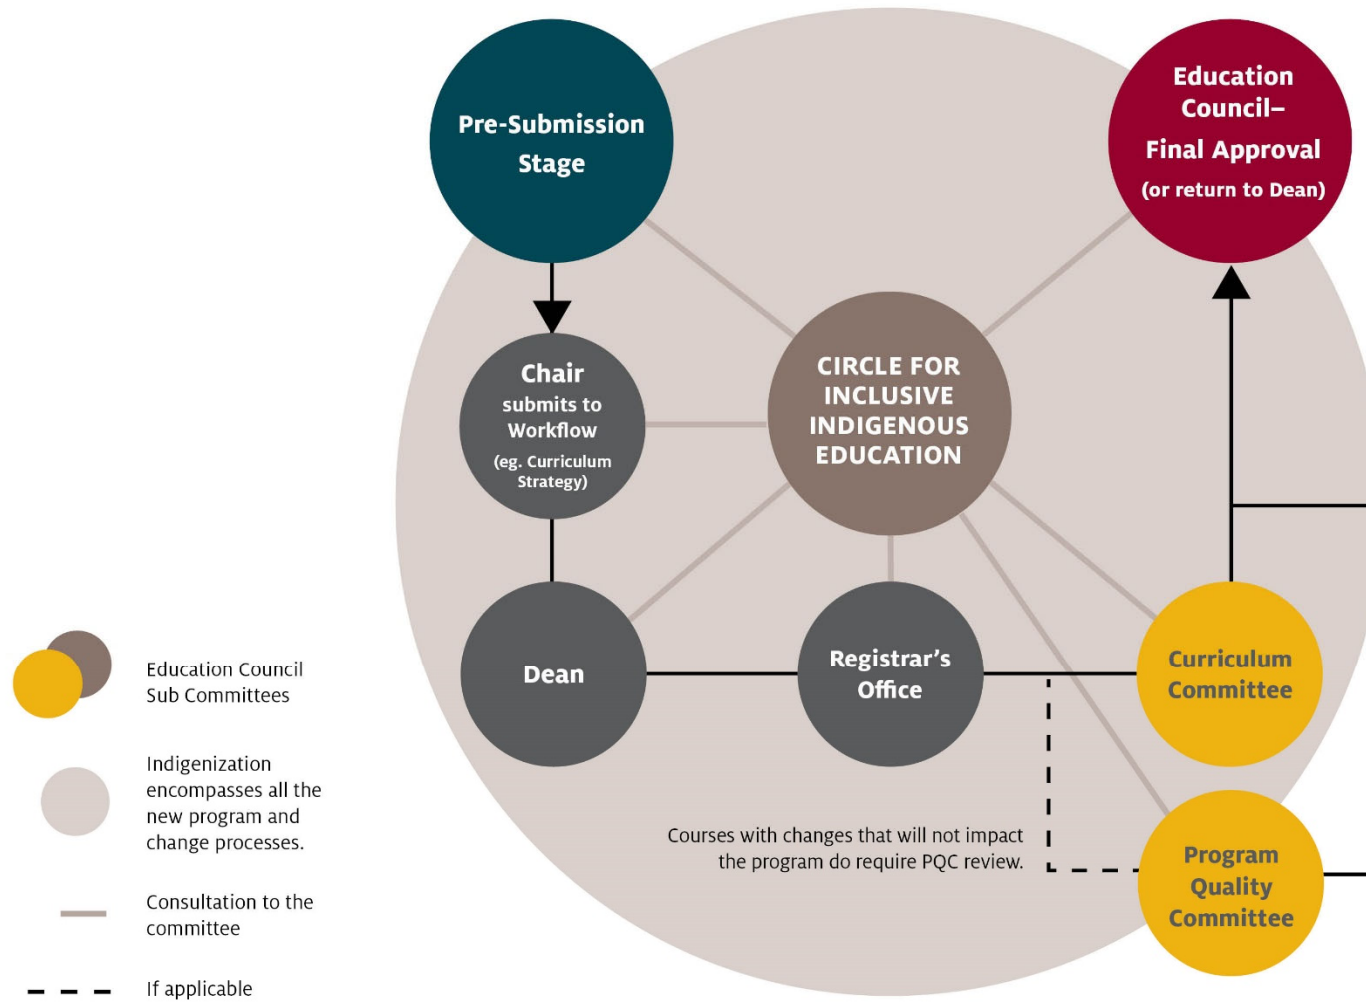 Pre-Submission
Stage
Education
Council–
Final Approval
(or return to Dean)
Chair
submits to
Workflow
(eg. Curriculum
Strategy)
CIRCLE FOR
INCLUSIVE
INDIGENOUS
EDUCATION
Dean
Registrar's
Office
Curriculum
Committee
Courses with changes that will not impact
the program do require PQC review.
Program
Quality
Committee
Education Council
Sub Committees
Indigenization
encompasses all the
new program and
change processes.
Consultation to the
committee
If applicable